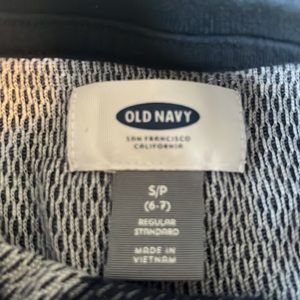 OLD NAVY
SAN FRANCISCO
CALIFORNIA
S/P
(6-7)
REGULAR
STANDARD
MADE IN
VIETNAM